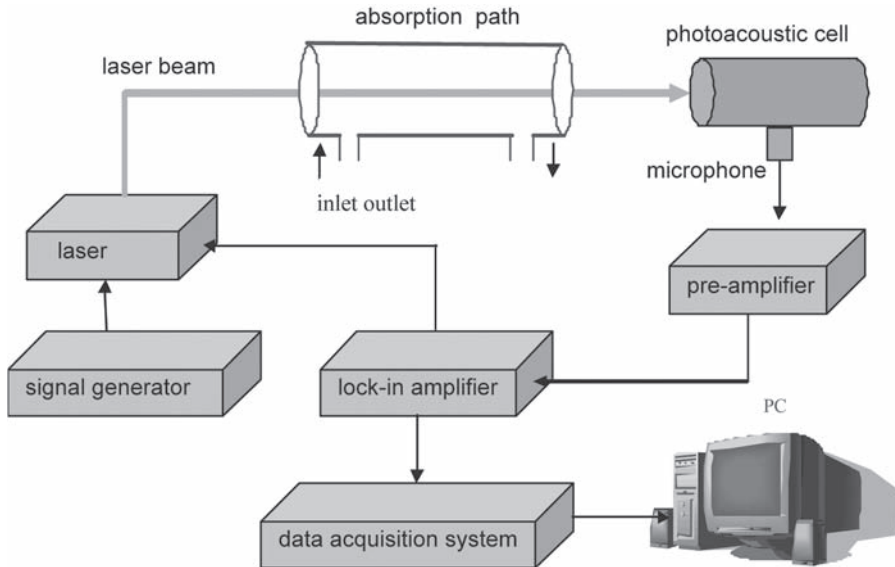 absorption path
photoacoustic cell
laser beam
microphone
inlet outlet
laser
pre-amplifier
signal generator
lock-in amplifier
PC
data acquisition system